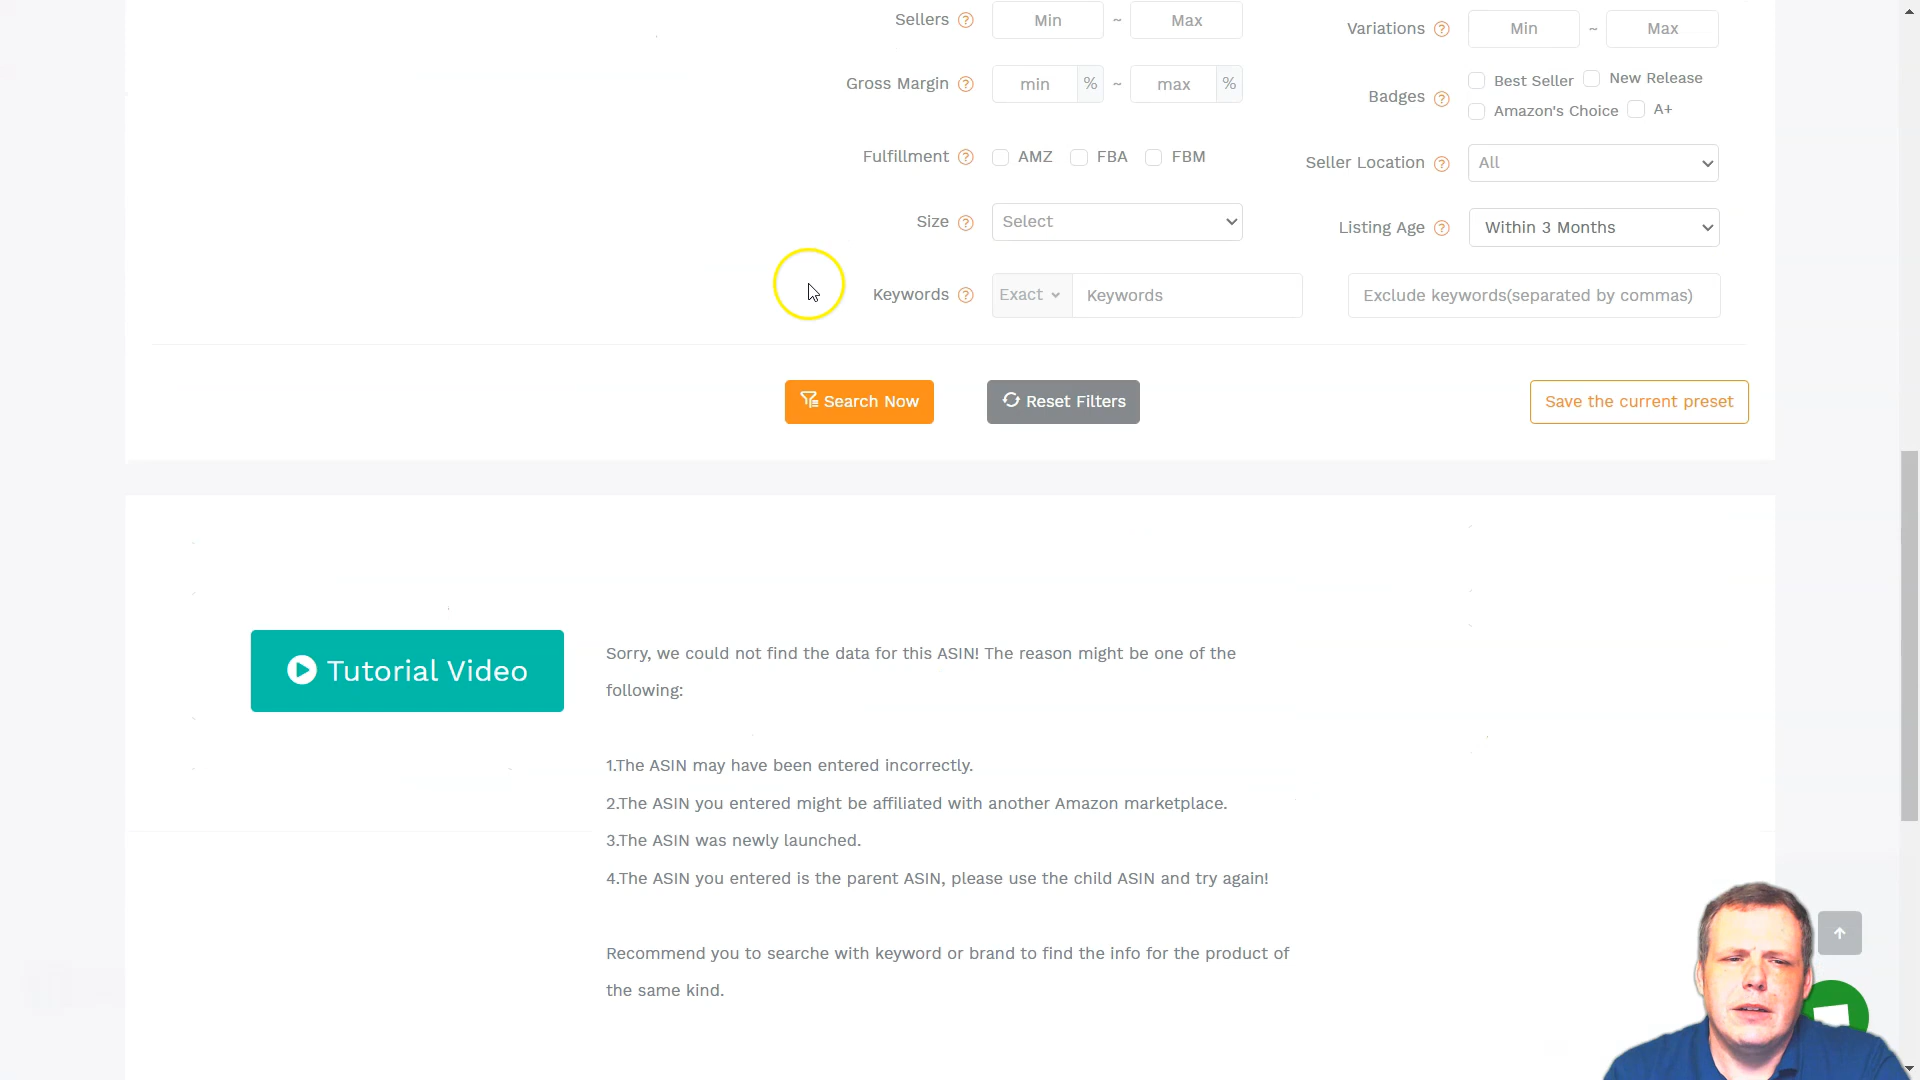 Sellers ? Min ~ Max
Variations ? Min ~ Max
Gross Margin ? min % ~ max %
Badges ? Best Seller New Release
Amazon's Choice A+
Fulfillment ? AMZ FBA FBM
Seller Location ? All
Size ? Select
Listing Age ? Within 3 Months
Keywords ? Exact Keywords
Exclude keywords(separated by commas)
Search Now
Reset Filters
Save the current preset
Tutorial Video
Sorry, we could not find the data for this ASIN! The reason might be one of the
following:
1.The ASIN may have been entered incorrectly.
2.The ASIN you entered might be affiliated with another Amazon marketplace.
3.The ASIN was newly launched.
4.The ASIN you entered is the parent ASIN, please use the child ASIN and try again!
Recommend you to searche with keyword or brand to find the info for the product of
the same kind.